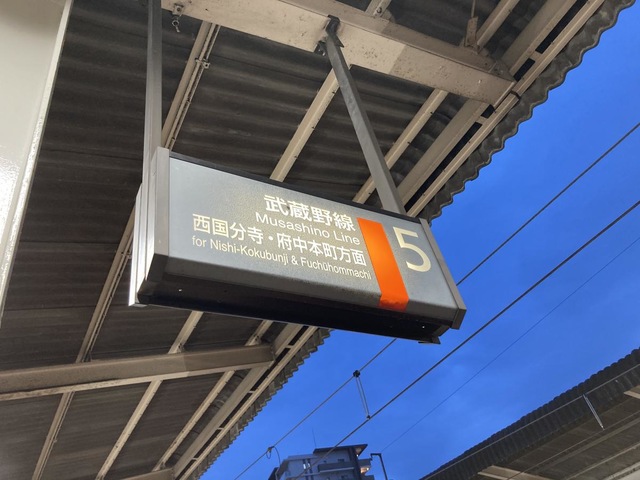 武蔵野線
Musashino Line
西国分寺・府中本町方面
for Nishi-Kokubunji & Fuchūhommachi
5